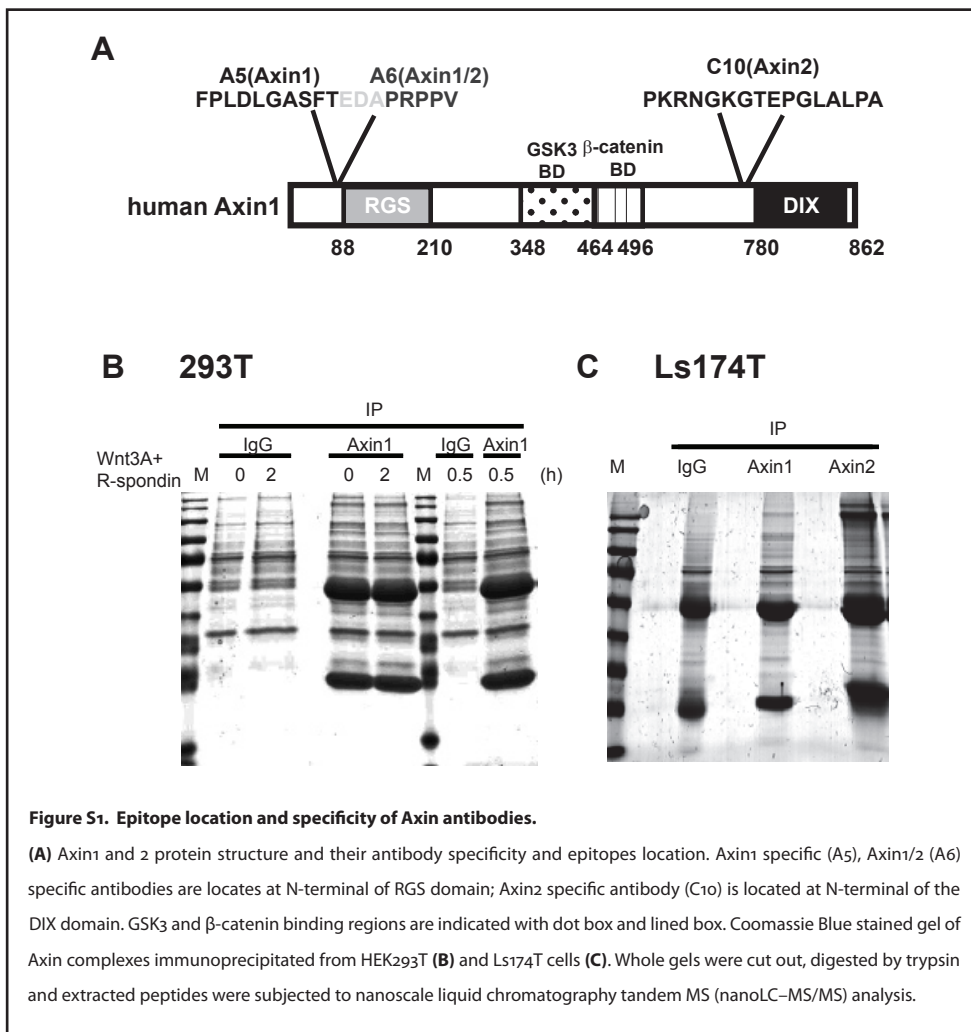 A
A5(Axin1) A6(Axin1/2)
FPLDLGASFTEDAPRPPV
C10(Axin2)
PKRNGKGTEPGLALPA
GSK3 β-catenin
BD BD
human Axin1 RGS DIX
88 210 348 464 496 780 862
B 293T
IP
IgG Axin1 IgG Axin1
Wnt3A+
R-spondin M 0 2 0 2 M 0.5 0.5 (h)
C Ls174T
IP
M IgG Axin1 Axin2
Figure S1. Epitope location and specificity of Axin antibodies.
(A) Axin1 and 2 protein structure and their antibody specificity and epitopes location. Axin1 specific (A5), Axin1/2 (A6)
specific antibodies are locates at N-terminal of RGS domain; Axin2 specific antibody (C10) is located at N-terminal of the
DIX domain. GSK3 and β-catenin binding regions are indicated with dot box and lined box. Coomassie Blue stained gel of
Axin complexes immunoprecipitated from HEK293T (B) and Ls174T cells (C). Whole gels were cut out, digested by trypsin
and extracted peptides were subjected to nanoscale liquid chromatography tandem MS (nanoLC–MS/MS) analysis.